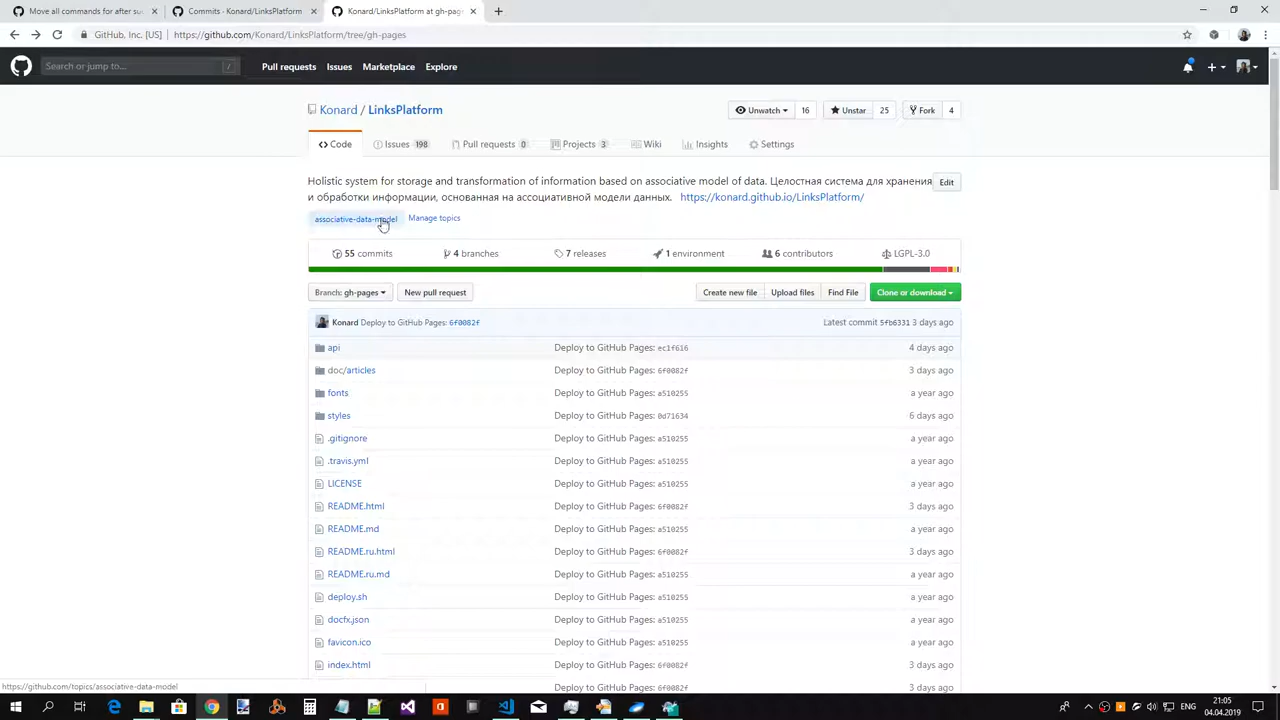 Move all commands for after su
Commits · Konard/LinksPlatform
Konard/LinksPlatform at gh-pag
GitHub, Inc. [US] https://github.com/Konard/LinksPlatform/tree/gh-pages
Search or jump to... /
Pull requests Issues Marketplace Explore
Konard / LinksPlatform
Unwatch 16 Unstar 25 Fork 4
Code Issues 198 Pull requests 0 Projects 3 Wiki Insights Settings
Holistic system for storage and transformation of information based on associative model of data. Целостная система для хранения Edit
и обработки информации, основанная на ассоциативной модели данных. https://konard.github.io/LinksPlatform/
associative-data-model Manage topics
55 commits 4 branches 7 releases 1 environment 6 contributors LGPL-3.0
Branch: gh-pages New pull request Create new file Upload files Find File Clone or download
Konard Deploy to GitHub Pages: 6f0082f Latest commit 5fb6331 3 days ago
api Deploy to GitHub Pages: ec1f616 4 days ago
doc/articles Deploy to GitHub Pages: 6f0082f 3 days ago
fonts Deploy to GitHub Pages: a510255 a year ago
styles Deploy to GitHub Pages: 0d71634 6 days ago
.gitignore Deploy to GitHub Pages: a510255 a year ago
.travis.yml Deploy to GitHub Pages: a510255 a year ago
LICENSE Deploy to GitHub Pages: a510255 a year ago
README.html Deploy to GitHub Pages: 6f0082f 3 days ago
README.md Deploy to GitHub Pages: a510255 a year ago
README.ru.html Deploy to GitHub Pages: 6f0082f 3 days ago
README.ru.md Deploy to GitHub Pages: a510255 a year ago
deploy.sh Deploy to GitHub Pages: a510255 a year ago
docfx.json Deploy to GitHub Pages: a510255 a year ago
favicon.ico Deploy to GitHub Pages: a510255 a year ago
index.html Deploy to GitHub Pages: 6f0082f 3 days ago
https://github.com/topics/associative-data-model Deploy to GitHub Pages: 6f0082f 3 days ago
ENG 21:05
04.04.2019